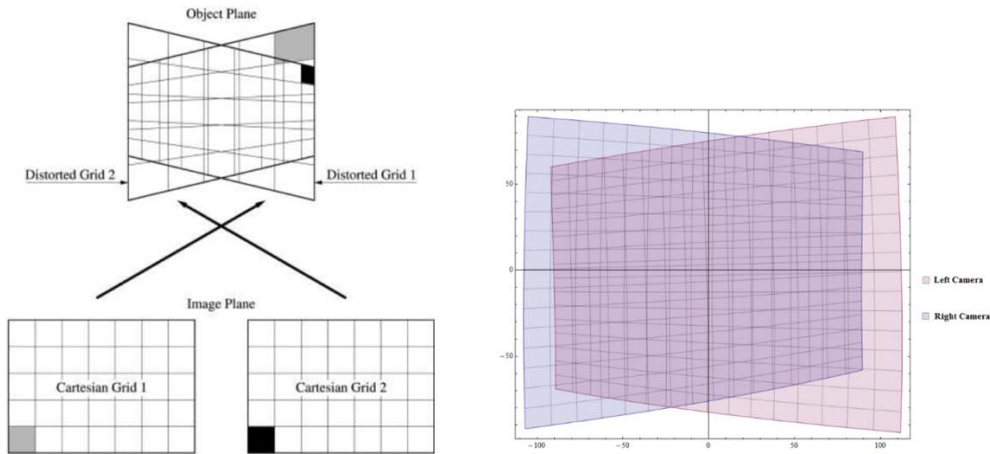 Object Plane
Distorted Grid 2
Distorted Grid 1
Image Plane
Cartesian Grid 1
Cartesian Grid 2
50
0
-50
-100
-50
0
50
100
Left Camera
Right Camera